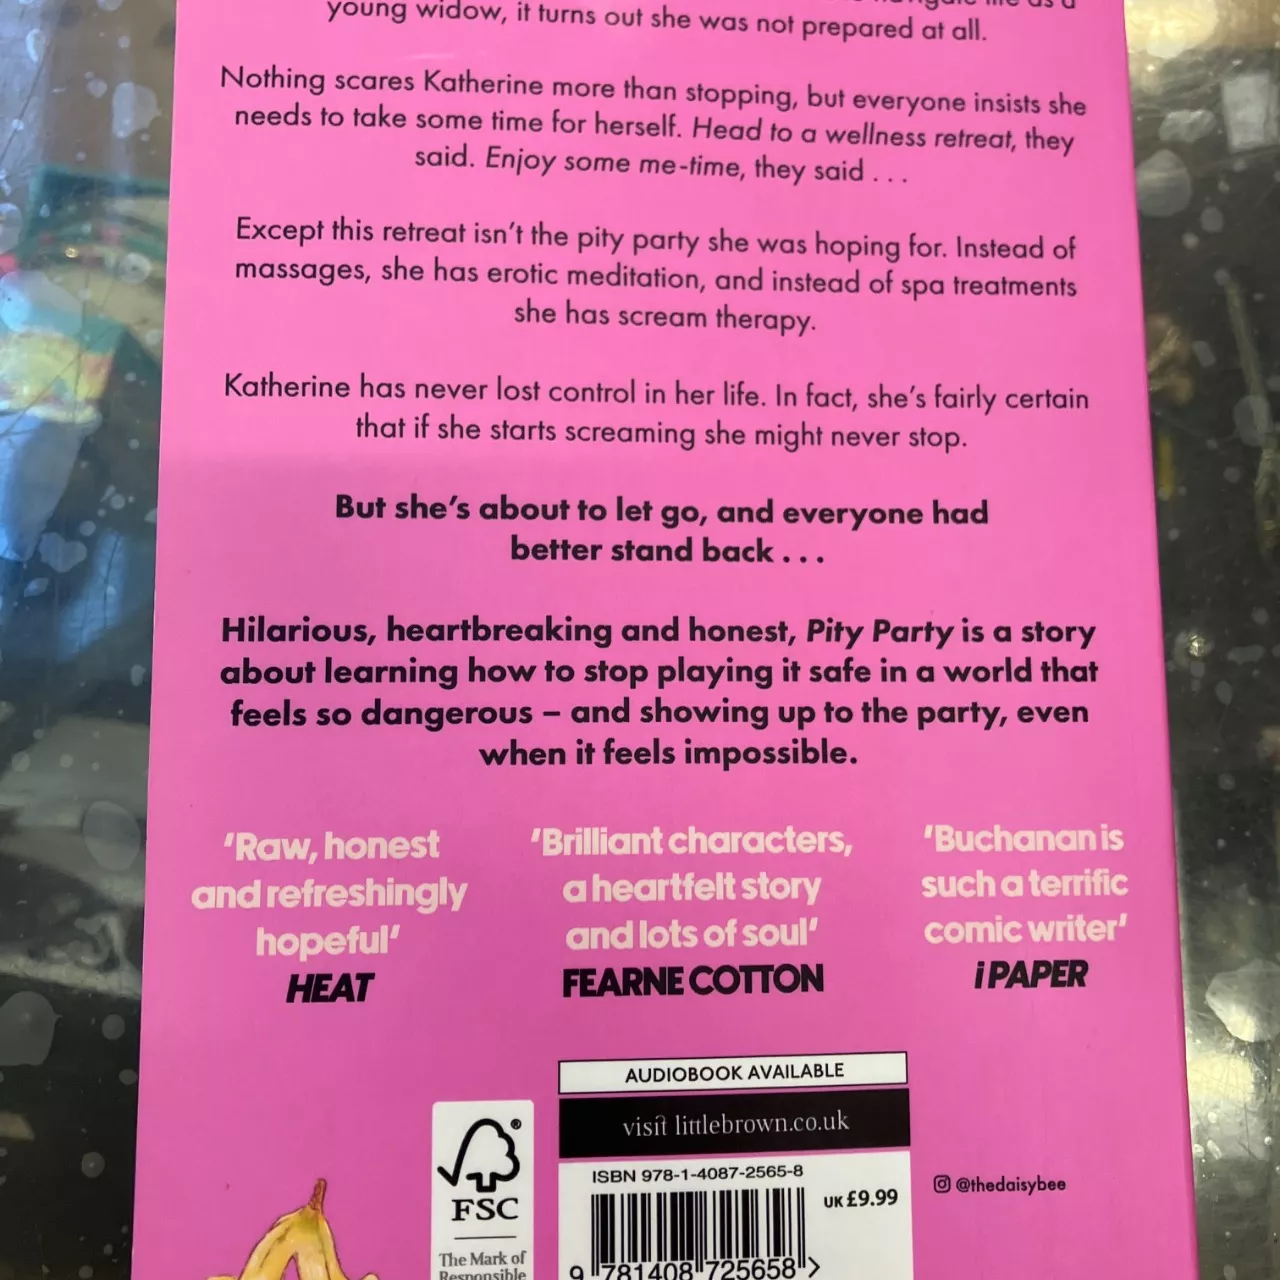 navigate life as a
young widow, it turns out she was not prepared at all.
Nothing scares Katherine more than stopping, but everyone insists she
needs to take some time for herself. Head to a wellness retreat, they
said. Enjoy some me-time, they said . . .
Except this retreat isn't the pity party she was hoping for. Instead of
massages, she has erotic meditation, and instead of spa treatments
she has scream therapy.
Katherine has never lost control in her life. In fact, she's fairly certain
that if she starts screaming she might never stop.
But she's about to let go, and everyone had
better stand back . . .
Hilarious, heartbreaking and honest, Pity Party is a story
about learning how to stop playing it safe in a world that
feels so dangerous – and showing up to the party, even
when it feels impossible.
'Raw, honest
and refreshingly
hopeful'
HEAT
'Brilliant characters,
a heartfelt story
and lots of soul'
FEARNE COTTON
'Buchanan is
such a terrific
comic writer'
i PAPER
AUDIOBOOK AVAILABLE
visit littlebrown.co.uk
ISBN 978-1-4087-2565-8
UK £9.99
9 781408 725658 >
@thedaisybee
®
FSC
The Mark of
Responsible